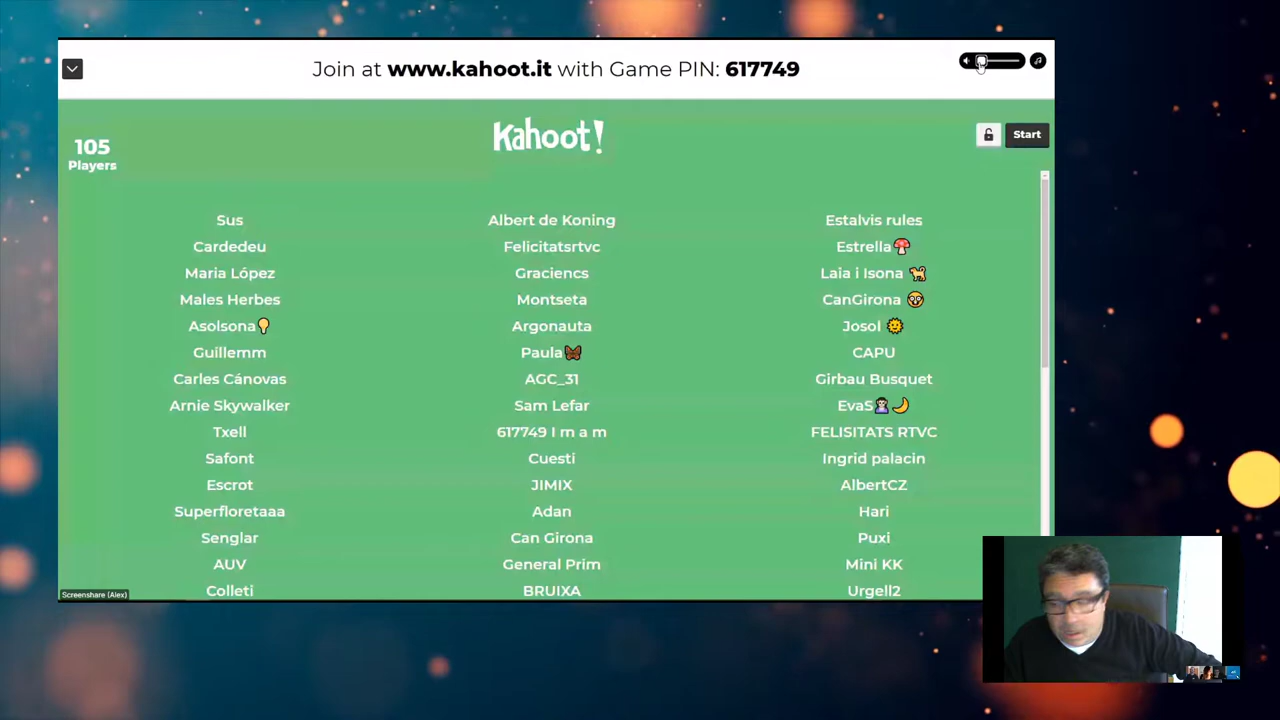 Join at www.kahoot.it with Game PIN: 617749
Kahoot!
105
Players
Start
Sus
Albert de Koning
Estalvis rules
Cardedeu
Felicitatsrtvc
Estrella🍄
Maria López
Graciencs
Laia i Isona 🐕
Males Herbes
Montseta
CanGirona 🤪
Asolsona💡
Argonauta
Josol 🌞
Guillemm
Paula🦋
CAPU
Carles Cánovas
AGC_31
Girbau Busquet
Arnie Skywalker
Sam Lefar
EvaS🧝🏻‍♀️🌙
Txell
617749 I m a m
FELISITATS RTVC
Safont
Cuesti
Ingrid palacin
Escrot
JIMIX
AlbertCZ
Superfloretaaa
Adan
Hari
Senglar
Can Girona
Puxi
AUV
General Prim
Mini KK
Colleti
BRUIXA
Urgell2
Screenshare (Alex)